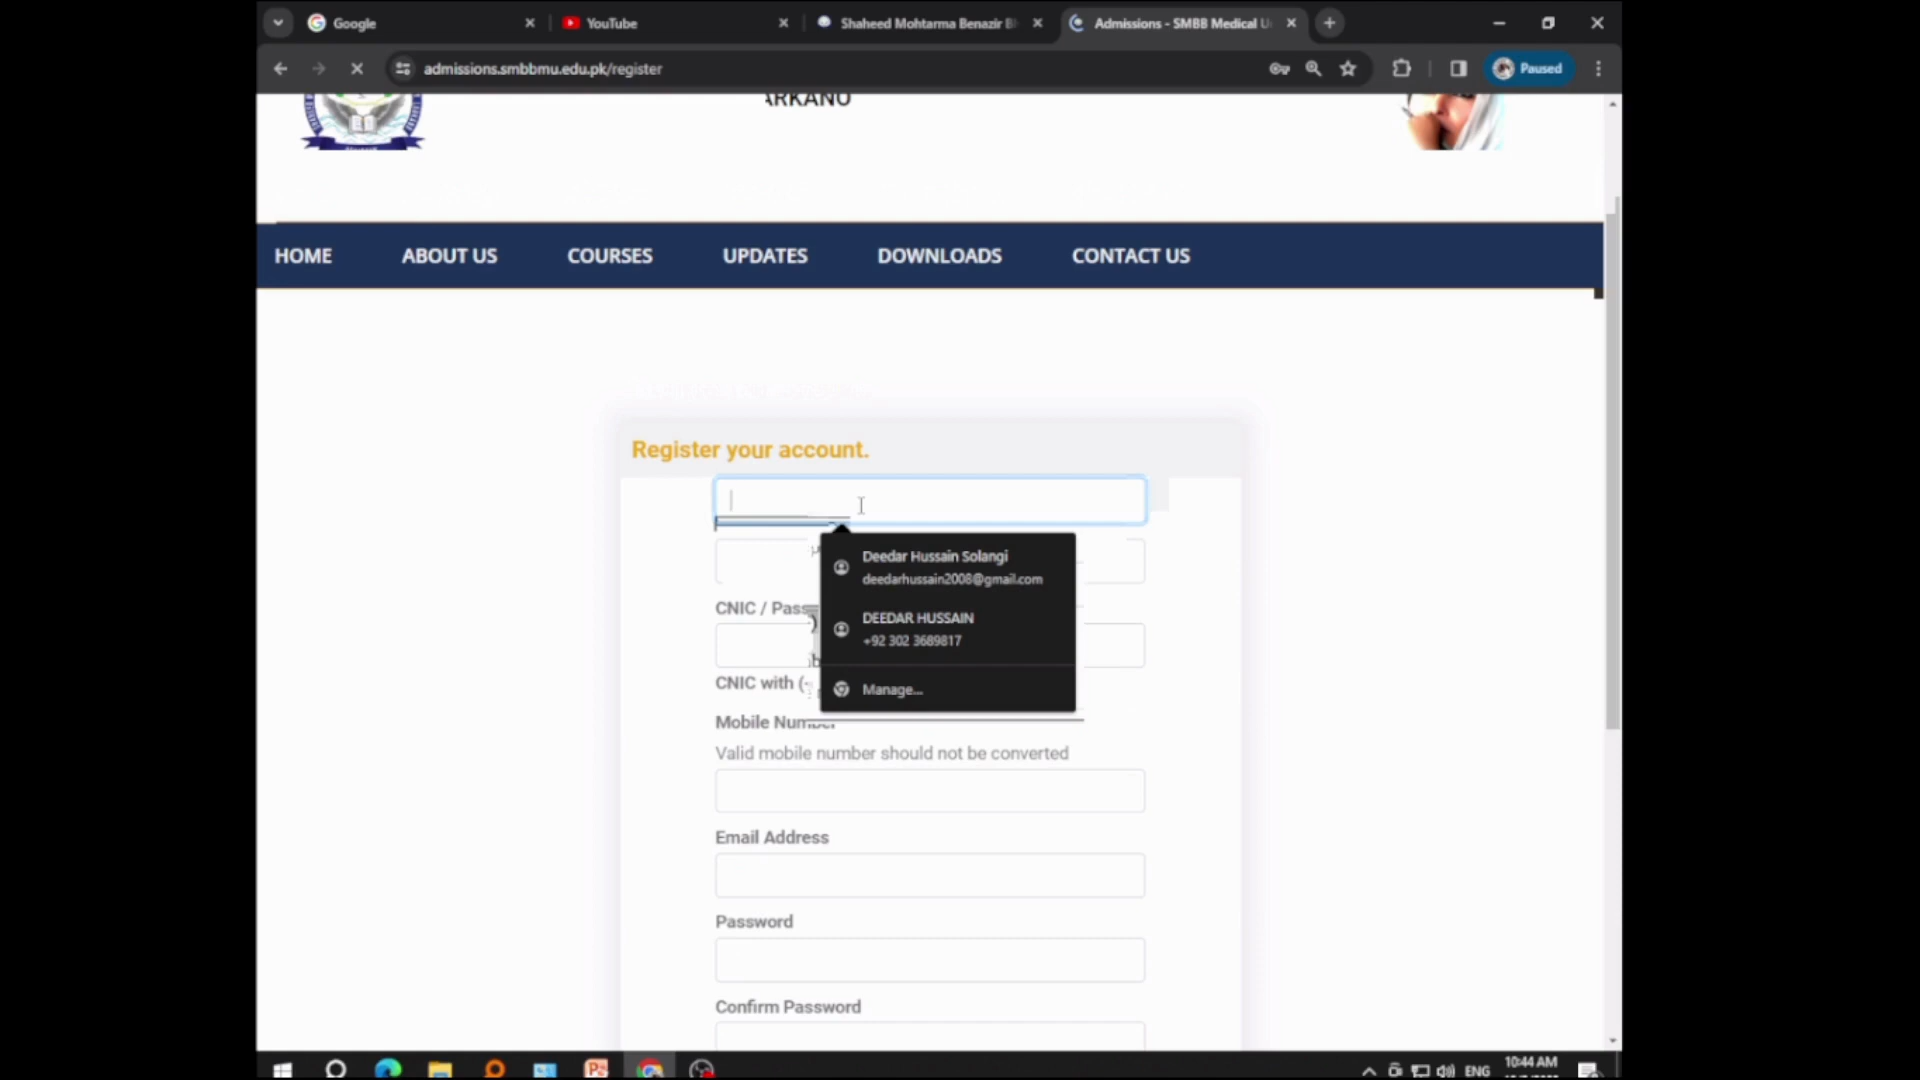 Google
YouTube
Shaheed Mohtarma Benazir B
Admissions - SMBB Medical U
admissions.smbbmu.edu.pk/register
Paused
ARKANO
HOME
ABOUT US
COURSES
UPDATES
DOWNLOADS
CONTACT US
Register your account.
Deedar Hussain Solangi
deedarhussain2008@gmail.com
DEEDAR HUSSAIN
+92 302 3689817
Manage...
CNIC / Pass
CNIC with (-
Mobile Number
Valid mobile number should not be converted
Email Address
Password
Confirm Password
ENG
10:44 AM